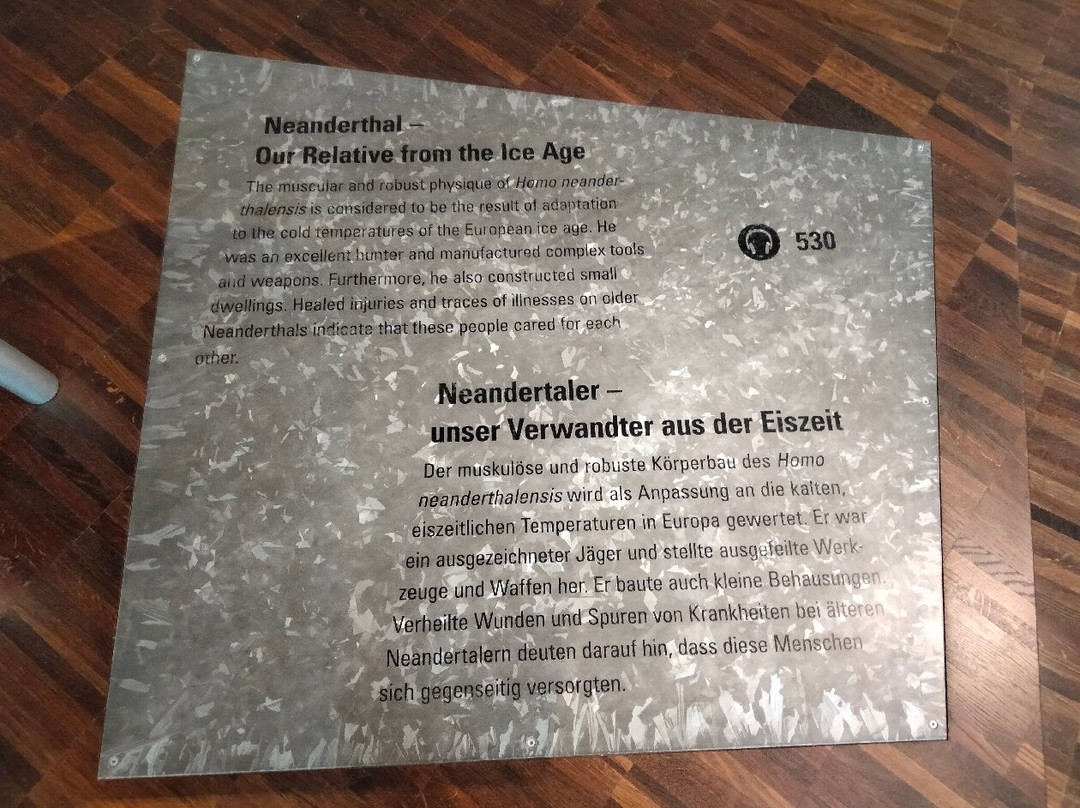 Neanderthal –
Our Relative from the Ice Age
The muscular and robust physique of Homo neander-
thalensis is considered to be the result of adaptation
to the cold temperatures of the European ice age. He
was an excellent hunter and manufactured complex tools
and weapons. Furthermore, he also constructed small
dwellings. Healed injuries and traces of illnesses on older
Neanderthals indicate that these people cared for each
other.
530
Neandertaler –
unser Verwandter aus der Eiszeit
Der muskulöse und robuste Körperbau des Homo
neanderthalensis wird als Anpassung an die kalten,
eiszeitlichen Temperaturen in Europa gewertet. Er war
ein ausgezeichneter Jäger und stellte ausgefeilte Werk-
zeuge und Waffen her. Er baute auch kleine Behausungen.
Verheilte Wunden und Spuren von Krankheiten bei älteren
Neandertalern deuten darauf hin, dass diese Menschen
sich gegenseitig versorgten.